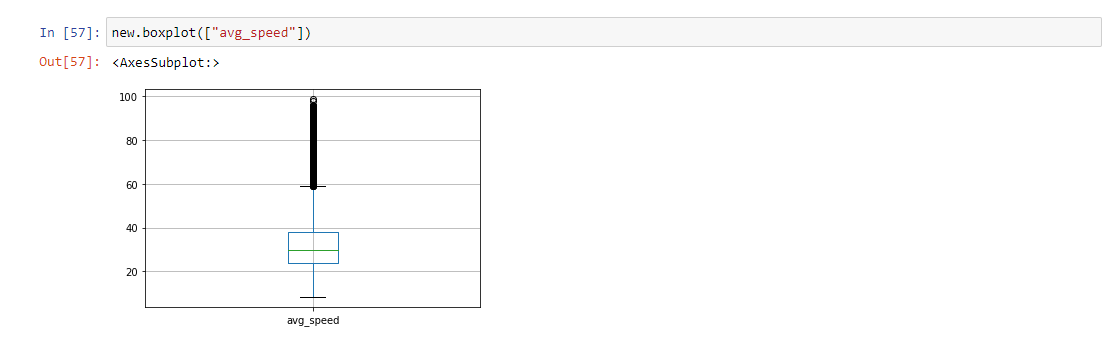 In [57]: new.boxplot(["avg_speed"])
Out[57]: <AxesSubplot:>
100
80
60
40
20
avg_speed